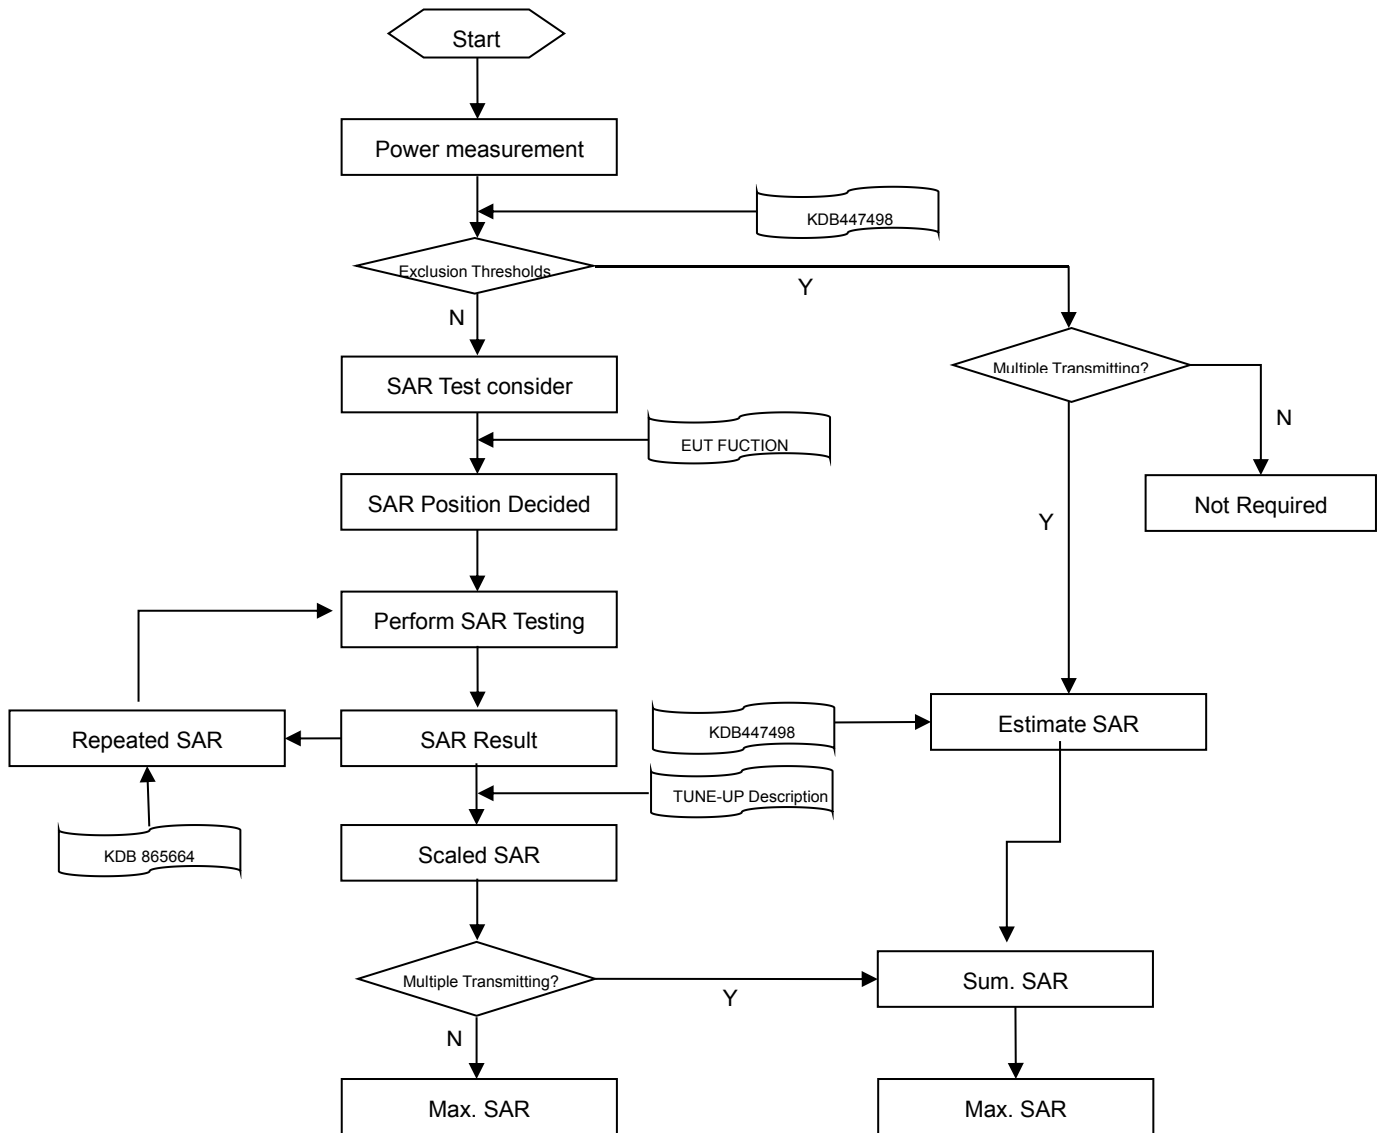 Start
Power measurement
KDB447498
Exclusion Thresholds
Y
N
Multiple Transmitting?
SAR Test consider
N
EUT FUCTION
SAR Position Decided
Not Required
Y
Perform SAR Testing
Repeated SAR
SAR Result
KDB447498
Estimate SAR
TUNE-UP Description
KDB 865664
Scaled SAR
Multiple Transmitting?
Y
Sum. SAR
N
Max. SAR
Max. SAR